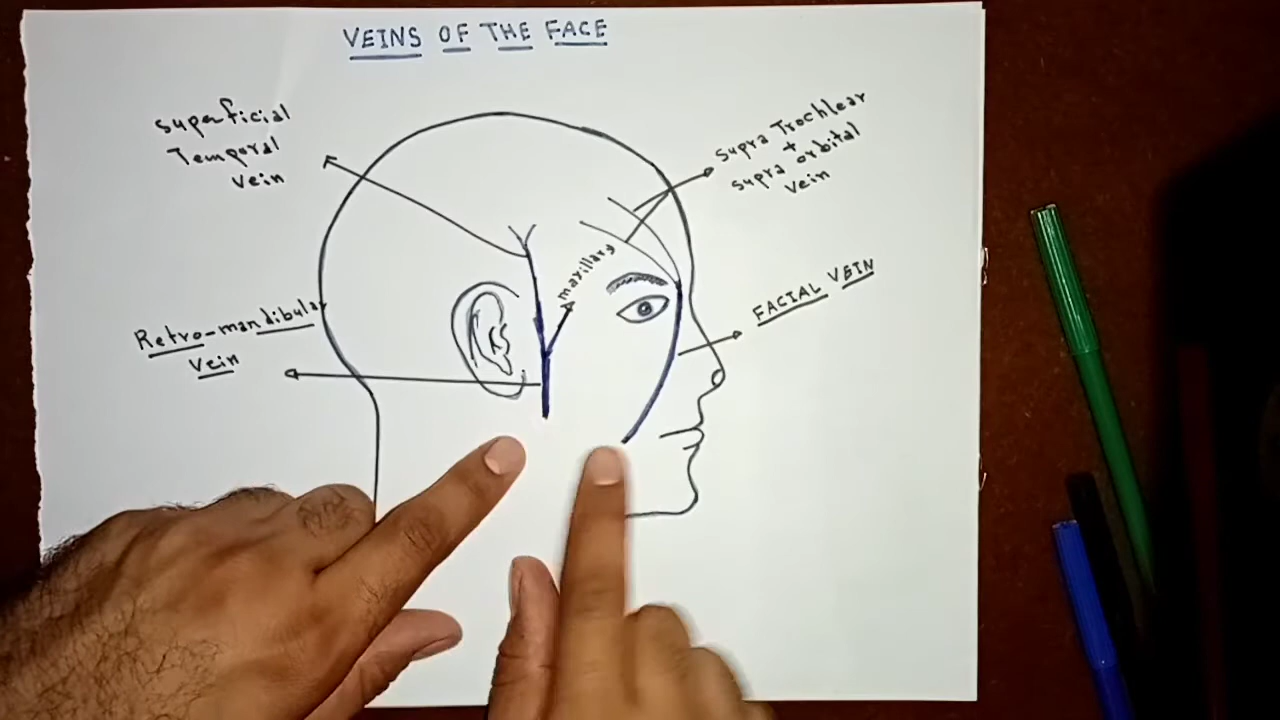 VEINS OF THE FACE
Superficial
Temporal
Vein
Supra Trochlear
+
Supra orbital
Vein
maxillary
FACIAL VEIN
Retro-mandibular
Vein